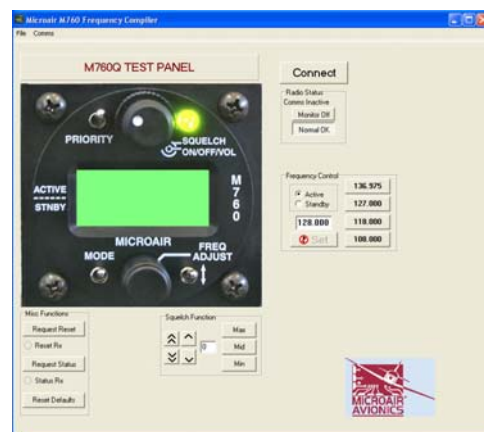 Microair M760 Frequency Compiler
File Comms
M760Q TEST PANEL
Connect
Radio Status
Comms Inactive
Monitor Off
Normal OK
PRIORITY
SQUELCH
ON/OFF/VOL
ACTIVE
STNBY
M760
MICROAIR
MODE
FREQ
ADJUST
Frequency Control
Active
Standby
128.000
Set
136.975
127.000
118.000
108.000
Misc Functions
Request Reset
Reset Rx
Request Status
Status Rx
Reset Defaults
Squelch Function
0
Max
Mid
Min
MICROAIR
AVIONICS